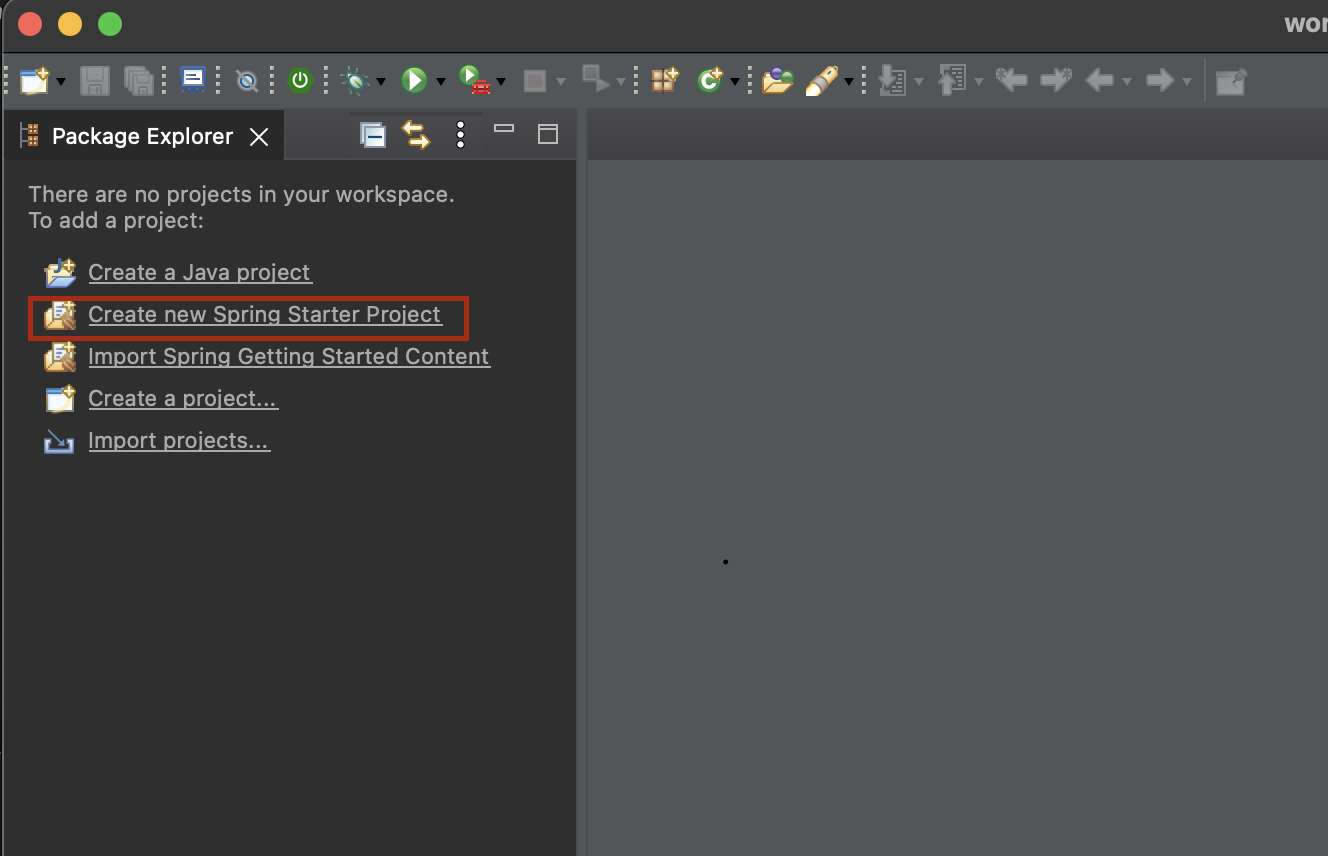 Package Explorer
There are no projects in your workspace.
To add a project:
Create a Java project
Create new Spring Starter Project
Import Spring Getting Started Content
Create a project...
Import projects...